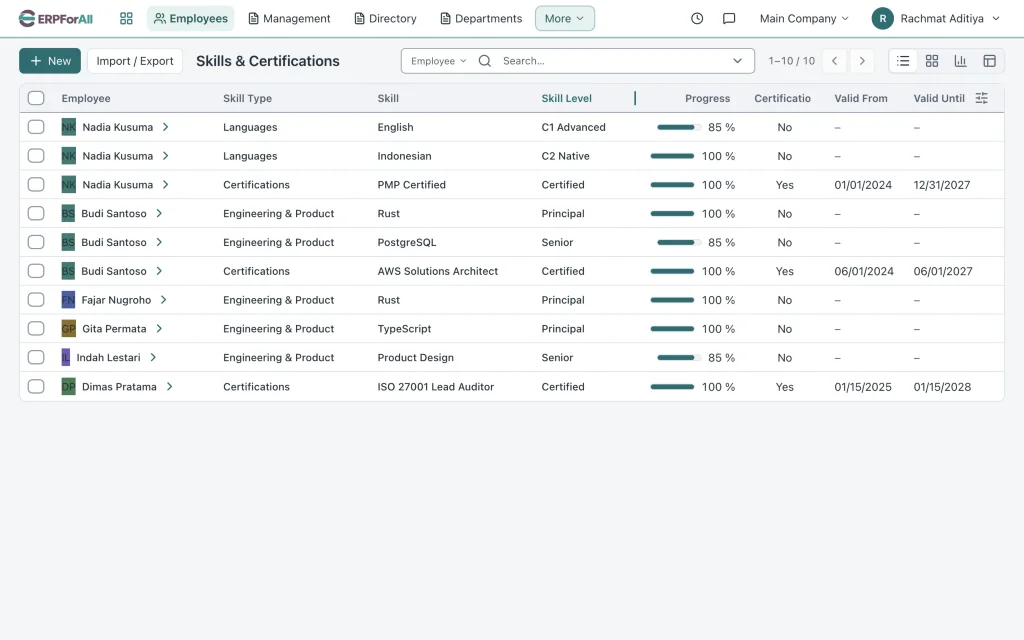 ERPForAll Employees Management Directory Departments More Main Company R Rachmat Aditiya
New Import / Export Skills & Certifications Employee Search... 1–10 / 10
Employee Skill Type Skill Skill Level Progress Certificatio Valid From Valid Until
NK Nadia Kusuma Languages English C1 Advanced 85 % No – –
NK Nadia Kusuma Languages Indonesian C2 Native 100 % No – –
NK Nadia Kusuma Certifications PMP Certified Certified 100 % Yes 01/01/2024 12/31/2027
BS Budi Santoso Engineering & Product Rust Principal 100 % No – –
BS Budi Santoso Engineering & Product PostgreSQL Senior 85 % No – –
BS Budi Santoso Certifications AWS Solutions Architect Certified 100 % Yes 06/01/2024 06/01/2027
FN Fajar Nugroho Engineering & Product Rust Principal 100 % No – –
GP Gita Permata Engineering & Product TypeScript Principal 100 % No – –
IL Indah Lestari Engineering & Product Product Design Senior 85 % No – –
DP Dimas Pratama Certifications ISO 27001 Lead Auditor Certified 100 % Yes 01/15/2025 01/15/2028